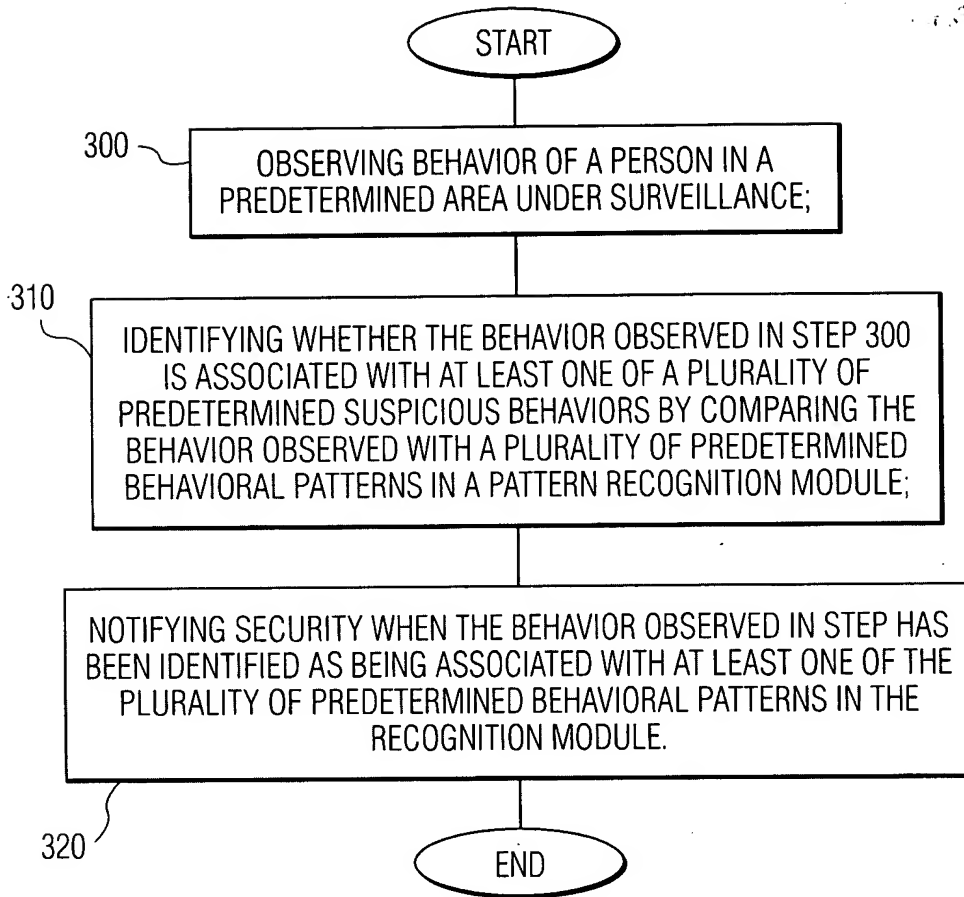 START
300
OBSERVING BEHAVIOR OF A PERSON IN A
PREDETERMINED AREA UNDER SURVEILLANCE;
310
IDENTIFYING WHETHER THE BEHAVIOR OBSERVED IN STEP 300
IS ASSOCIATED WITH AT LEAST ONE OF A PLURALITY OF
PREDETERMINED SUSPICIOUS BEHAVIORS BY COMPARING THE
BEHAVIOR OBSERVED WITH A PLURALITY OF PREDETERMINED
BEHAVIORAL PATTERNS IN A PATTERN RECOGNITION MODULE;
NOTIFYING SECURITY WHEN THE BEHAVIOR OBSERVED IN STEP HAS
BEEN IDENTIFIED AS BEING ASSOCIATED WITH AT LEAST ONE OF THE
PLURALITY OF PREDETERMINED BEHAVIORAL PATTERNS IN THE
RECOGNITION MODULE.
320
END